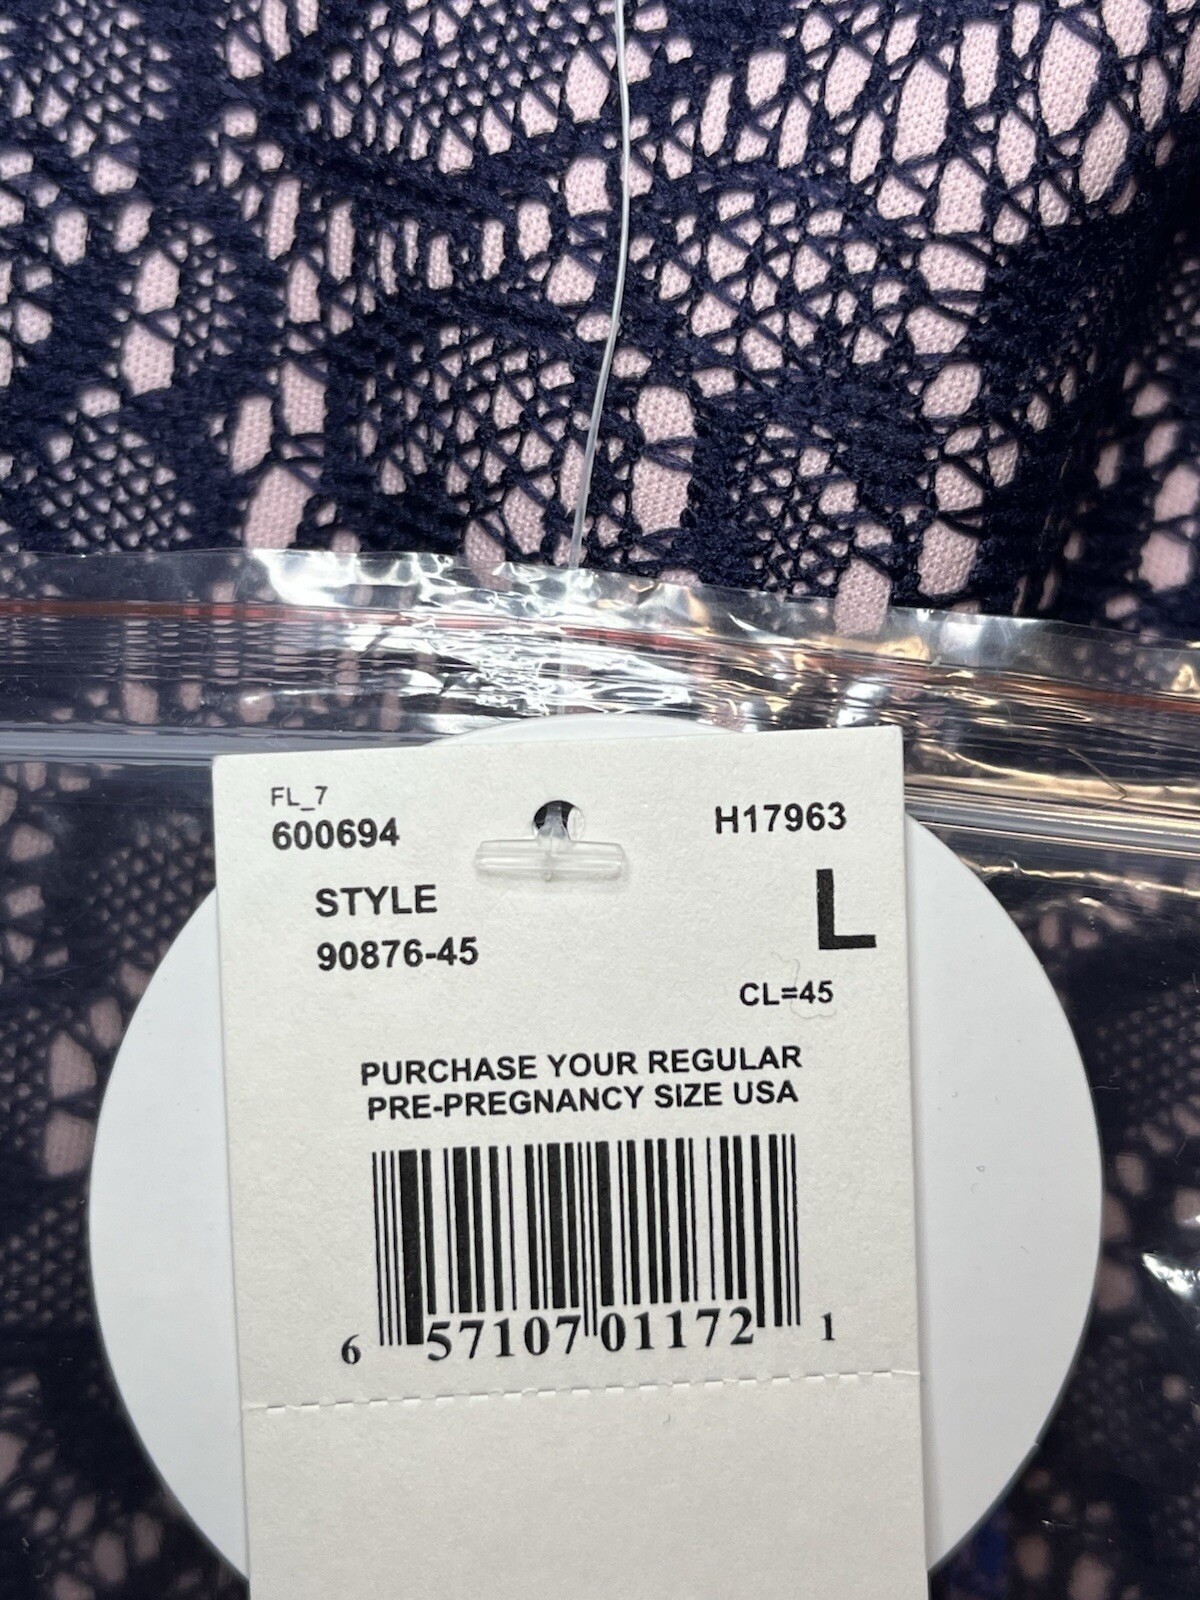 FL_7
600694
H17963
STYLE
L
90876-45
CL=45
PURCHASE YOUR REGULAR
PRE-PREGNANCY SIZE USA
6 57107 01172 1